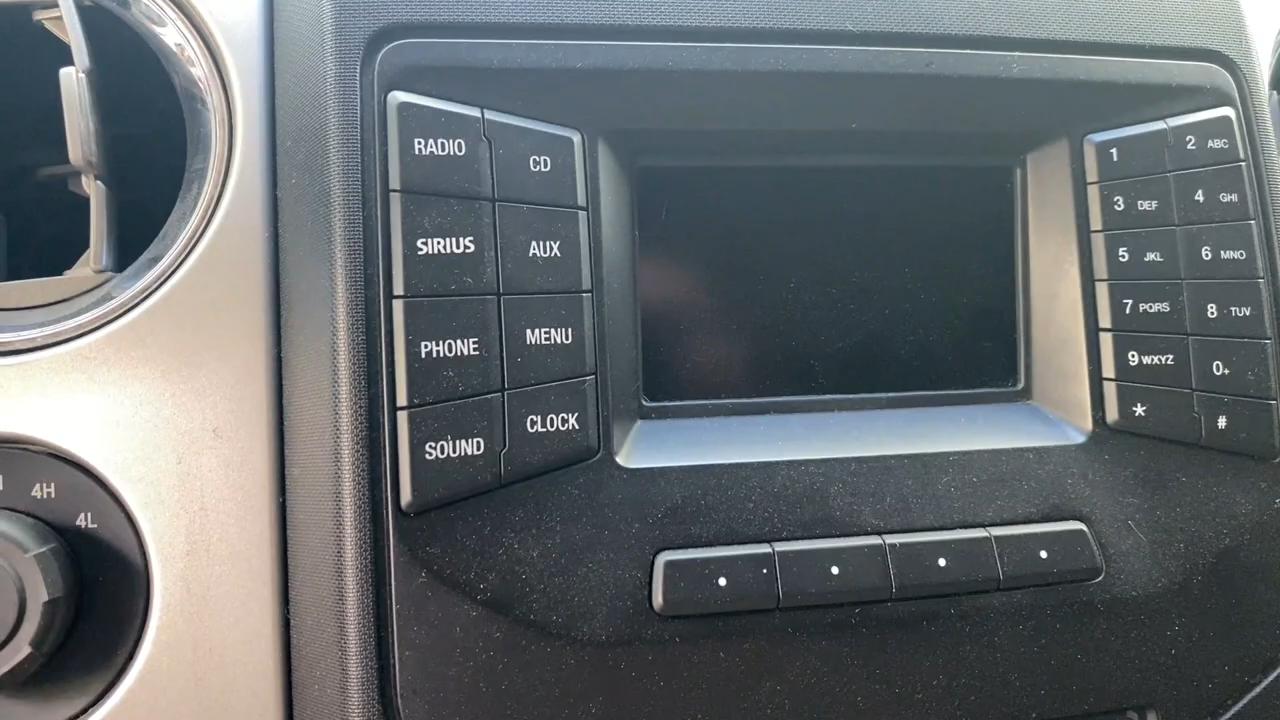 RADIO
CD
SIRIUS
AUX
PHONE
MENU
SOUND
CLOCK
1
2 ABC
3 DEF
4 GHI
5 JKL
6 MNO
7 PQRS
8 TUV
9 WXYZ
0+
*
#
4H
4L